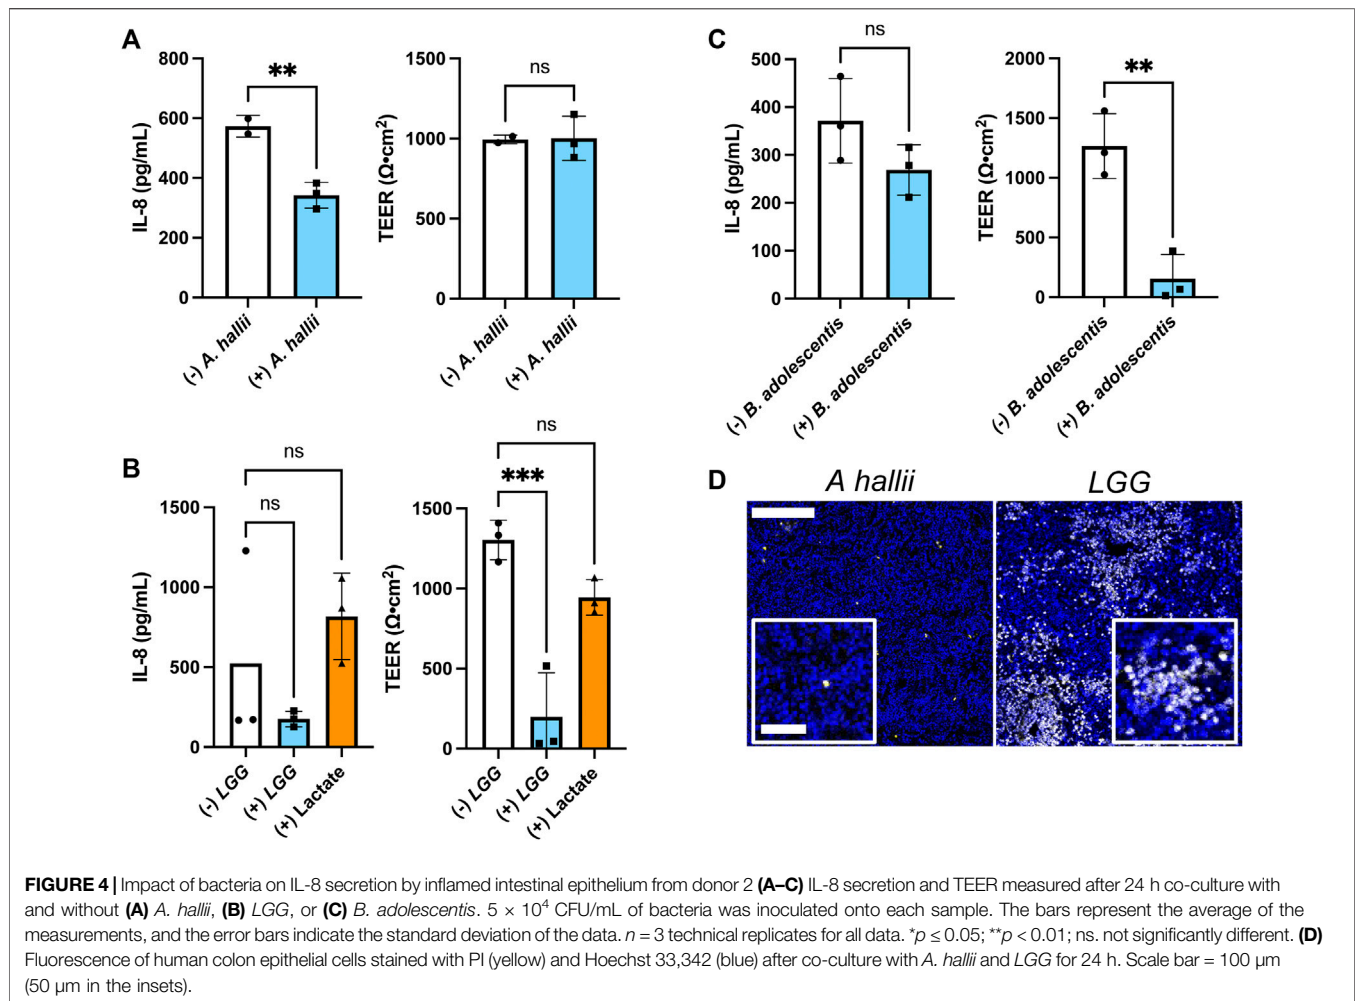 A
C
800
600
400
200
0
IL-8 (pg/mL)
**
(-) A. hallii
(+) A. hallii
1500
1000
500
0
TEER (Ω•cm²)
ns
(-) A. hallii
(+) A. hallii
500
400
300
200
100
0
IL-8 (pg/mL)
ns
(-) B. adolescentis
(+) B. adolescentis
2000
1500
1000
500
0
TEER (Ω•cm²)
**
(-) B. adolescentis
(+) B. adolescentis
B
1500
1000
500
0
IL-8 (pg/mL)
ns
ns
(-) LGG
(+) LGG
(+) Lactate
1500
1000
500
0
TEER (Ω•cm²)
ns
***
(-) LGG
(+) LGG
(+) Lactate
D
A hallii
LGG
FIGURE 4 | Impact of bacteria on IL-8 secretion by inflamed intestinal epithelium from donor 2 (A–C) IL-8 secretion and TEER measured after 24 h co-culture with
and without (A) A. hallii, (B) LGG, or (C) B. adolescentis. 5 × 10⁴ CFU/mL of bacteria was inoculated onto each sample. The bars represent the average of the
measurements, and the error bars indicate the standard deviation of the data. n = 3 technical replicates for all data. *p ≤ 0.05; **p < 0.01; ns. not significantly different. (D)
Fluorescence of human colon epithelial cells stained with PI (yellow) and Hoechst 33,342 (blue) after co-culture with A. hallii and LGG for 24 h. Scale bar = 100 µm
(50 µm in the insets).